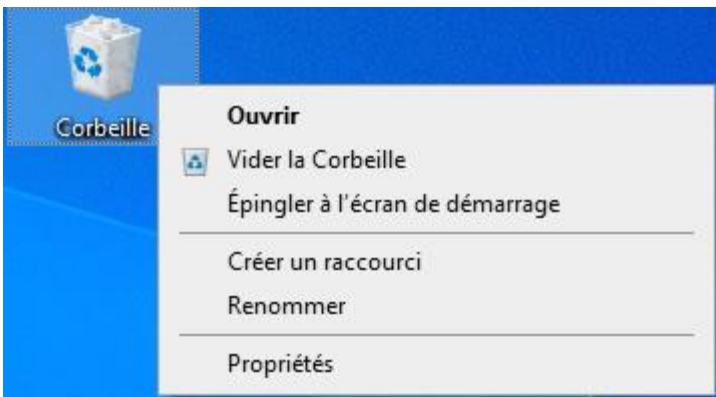 Corbeille
Ouvrir
Vider la Corbeille
Épingler à l'écran de démarrage
Créer un raccourci
Renommer
Propriétés